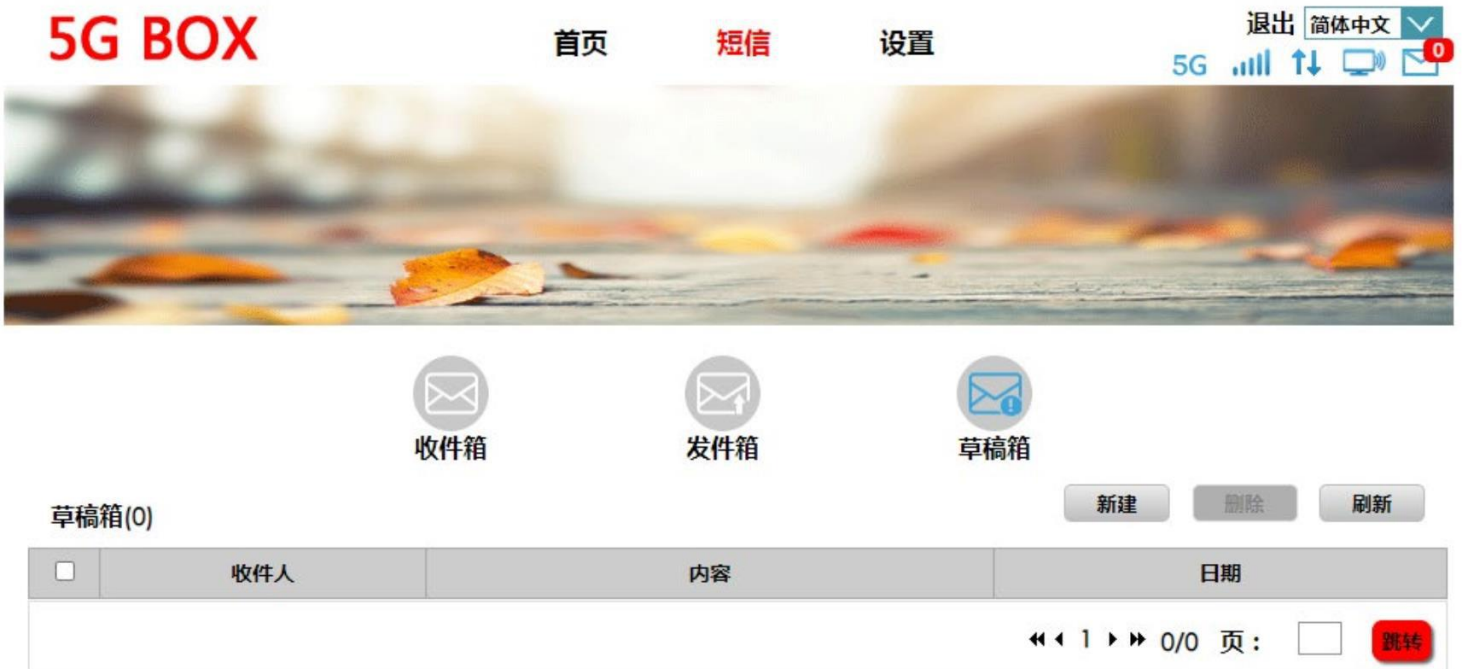 5G BOX 首页 短信 设置 退出 简体中文
5G 0
收件箱 发件箱 草稿箱
草稿箱(0) 新建 删除 刷新
收件人 内容 日期
1 0/0 页: 跳转